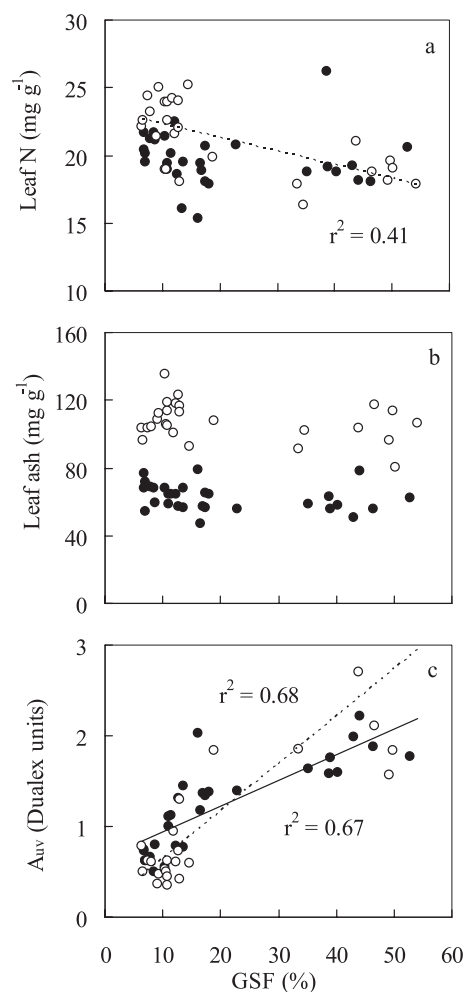 30
a
25
20
15
r² = 0.41
10
Leaf N (mg g⁻¹)
160
b
120
80
40
0
Leaf ash (mg g⁻¹)
3
c
r² = 0.68
2
r² = 0.67
1
0
Auv (Dualex units)
0 10 20 30 40 50 60
GSF (%)